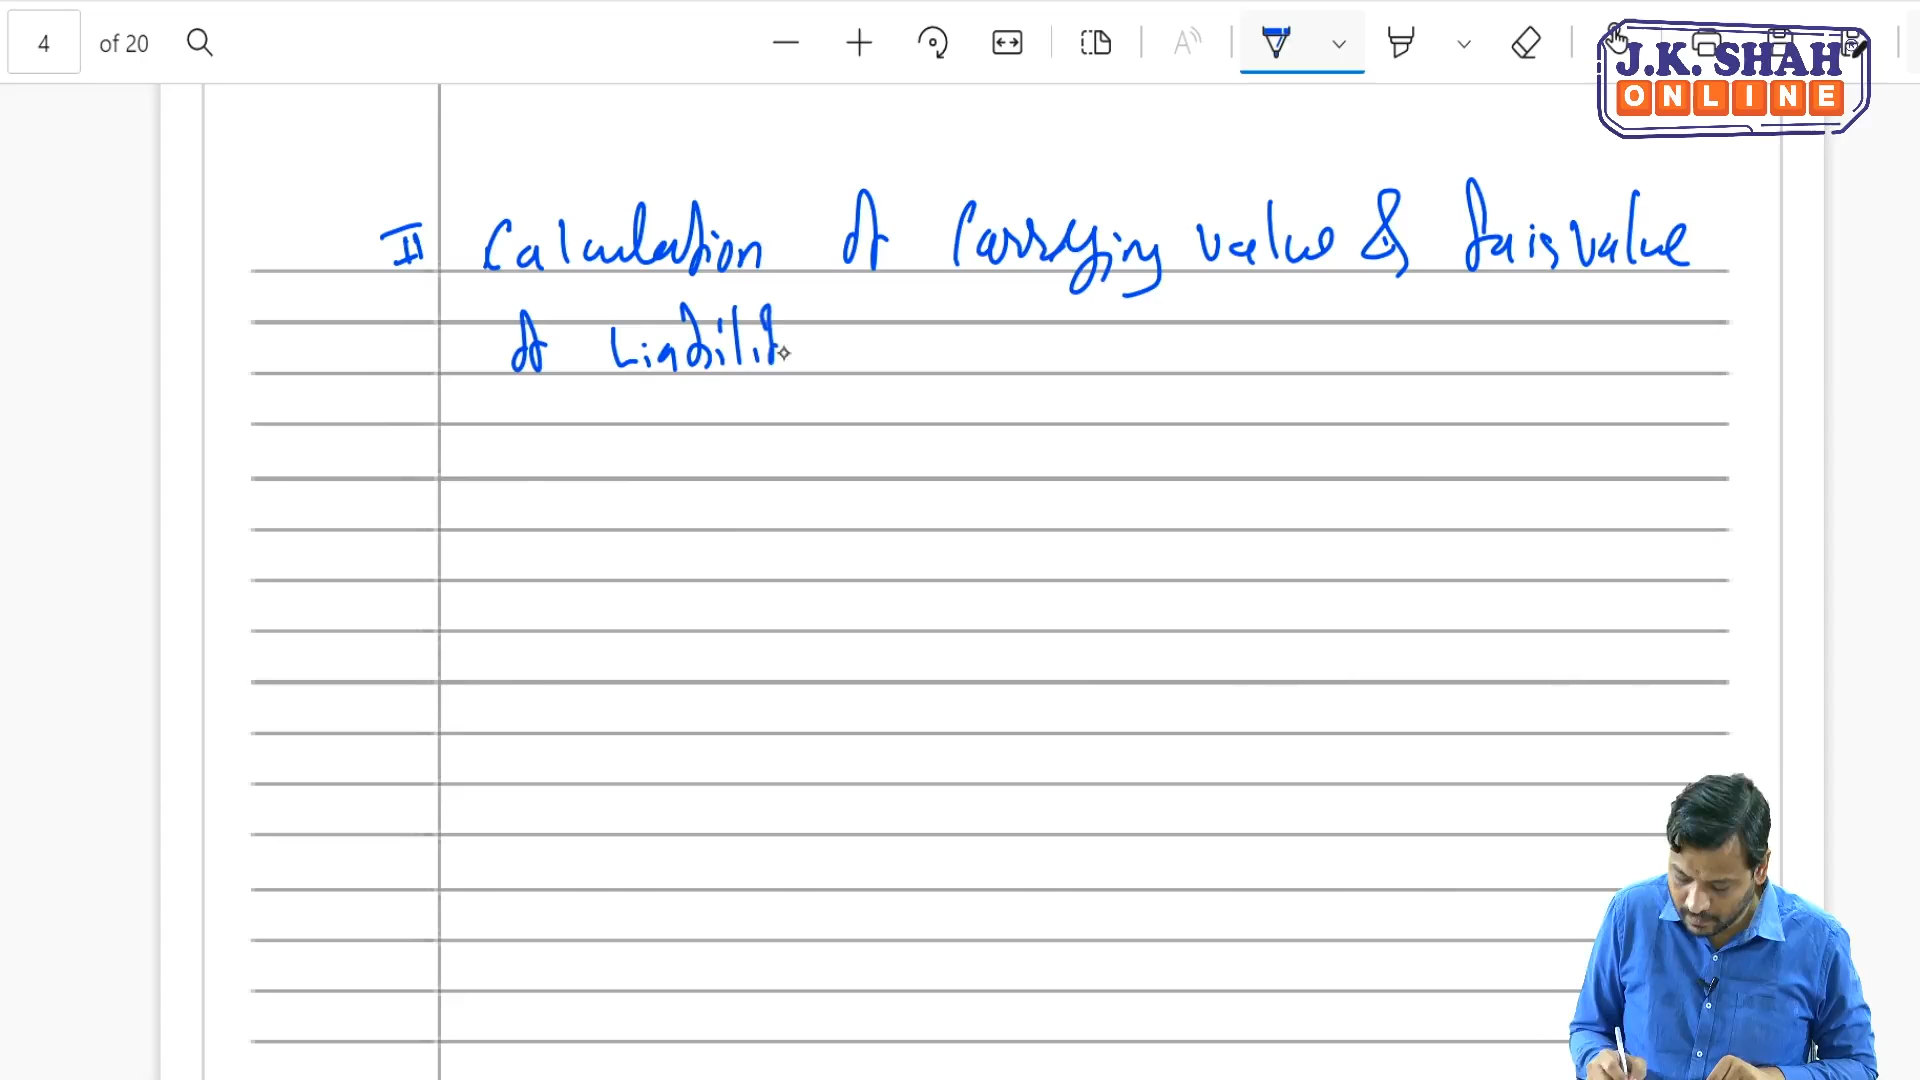 4 of 20
J.K. SHAH
ONLINE
II Calculation of Carrying value & fair value
of Liabilit